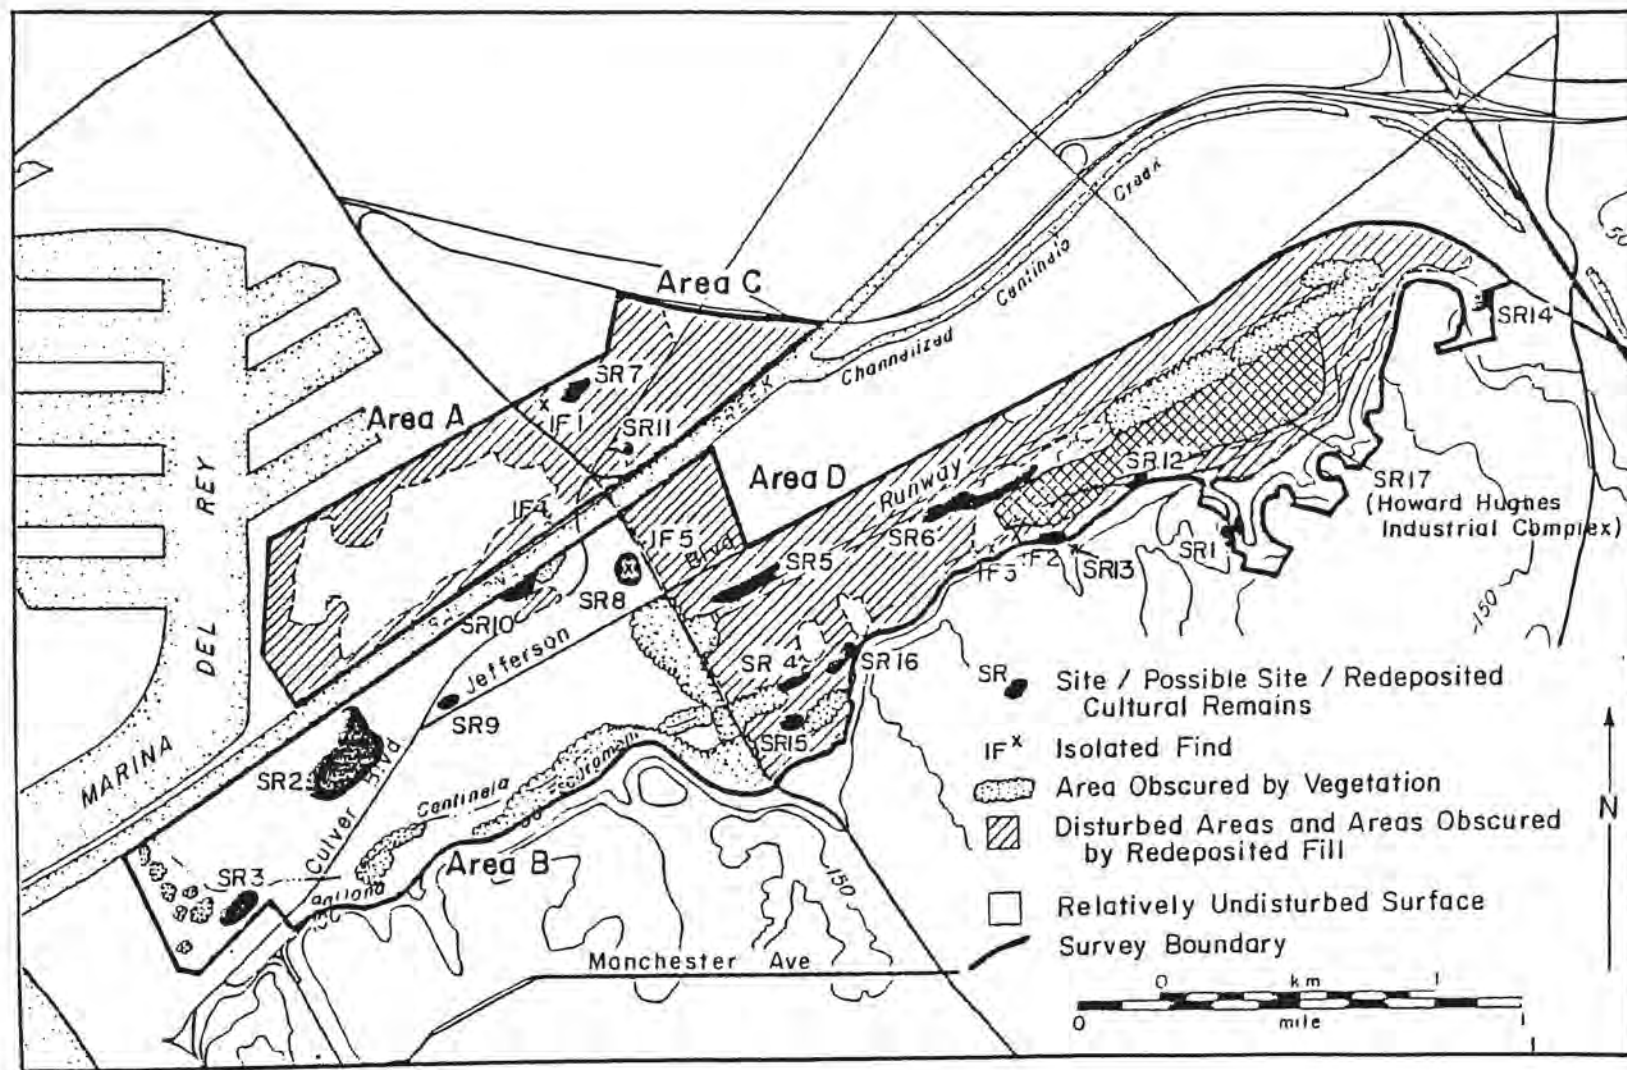 Area C
Centinela
Creek
Channelized
SR14
SR7
IF1
SR11
Area A
CREEK
Area D
Runway
SR12
SR17
(Howard Hughes
Industrial Complex)
IF4
IF5
Blvd
SR6
SR5
SR1
IF3
IF2
SR13
SR8
SR10
Jefferson
SR4
SR16
SR9
SR15
MARINA DEL REY
SR2
Culver Blvd
Centinela
Area B
SR3
150
150
50
Manchester Ave
SR
Site / Possible Site / Redeposited
Cultural Remains
IF x
Isolated Find
Area Obscured by Vegetation
Disturbed Areas and Areas Obscured
by Redeposited Fill
Relatively Undisturbed Surface
Survey Boundary
N
0 km 1
0 mile 1